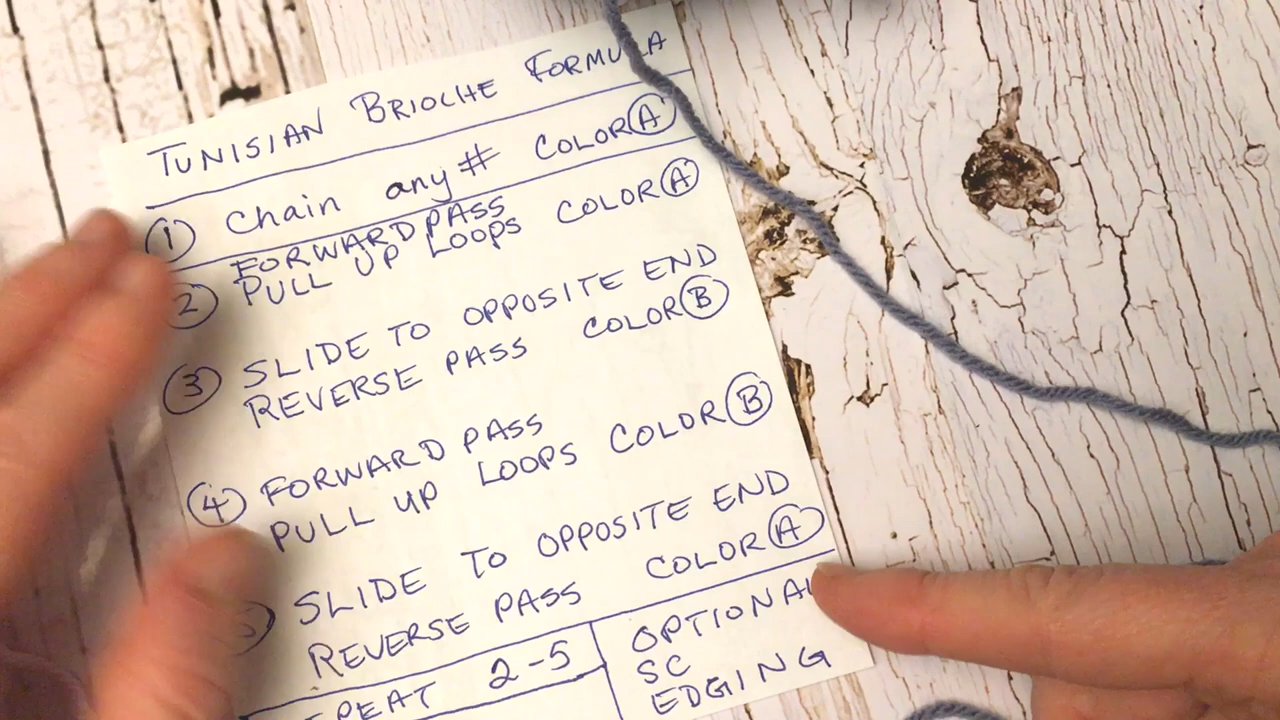 TUNISIAN BRIOCHE FORMULA
① Chain any # COLOR Ⓐ
② FORWARD PASS
PULL UP LOOPS COLOR Ⓐ
③ SLIDE TO OPPOSITE END
REVERSE PASS COLOR Ⓑ
④ FORWARD PASS
PULL UP LOOPS COLOR Ⓑ
SLIDE TO OPPOSITE END
REVERSE PASS COLOR Ⓐ
2-5
OPTIONAL
SC
EDGING